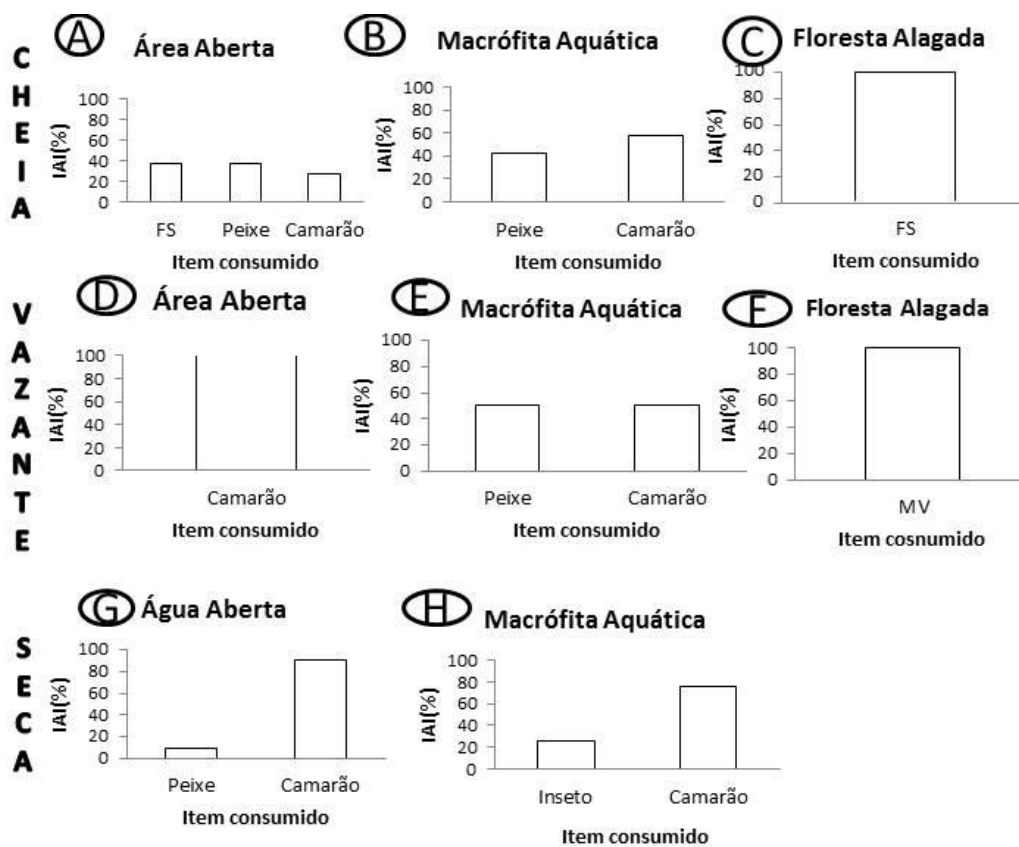 CHEIA
A Área Aberta
IAI(%)
100
80
60
40
20
0
FS Peixe Camarão
Item consumido
B Macrófita Aquática
IAI(%)
100
80
60
40
20
0
Peixe Camarão
Item consumido
C Floresta Alagada
IAI(%)
100
80
60
40
20
0
FS
Item consumido
VAZANTE
D Área Aberta
IAI(%)
100
80
60
40
20
0
Camarão
Item consumido
E Macrófita Aquática
IAI(%)
100
80
60
40
20
0
Peixe Camarão
Item consumido
F Floresta Alagada
IAI(%)
100
80
60
40
20
0
MV
Item cosnumido
SECA
G Água Aberta
IAI(%)
100
80
60
40
20
0
Peixe Camarão
Item consumido
H Macrófita Aquática
IAI(%)
100
80
60
40
20
0
Inseto Camarão
Item consumido